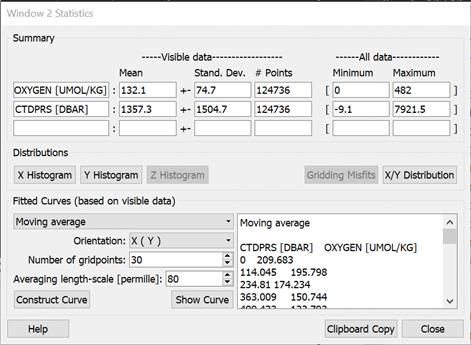 Window 2 Statistics
Summary
-----Visible data------------------ -----All data------------
Mean Stand. Dev. # Points Minimum Maximum
OXYGEN [UMOL/KG] : 132.1 +- 74.7 124736 [ 0 482 ]
CTDPRS [DBAR] : 1357.3 +- 1504.7 124736 [ -9.1 7921.5 ]
: +- [ ]
Distributions
X Histogram Y Histogram Z Histogram Gridding Misfits X/Y Distribution
Fitted Curves (based on visible data)
Moving average
Orientation: X ( Y )
Number of gridpoints: 30
Averaging length-scale [permille]: 80
Construct Curve Show Curve
Moving average
CTDPRS [DBAR] OXYGEN [UMOL/KG]
0 209.683
114.045 195.798
234.81 174.234
363.009 150.744
Help Clipboard Copy Close